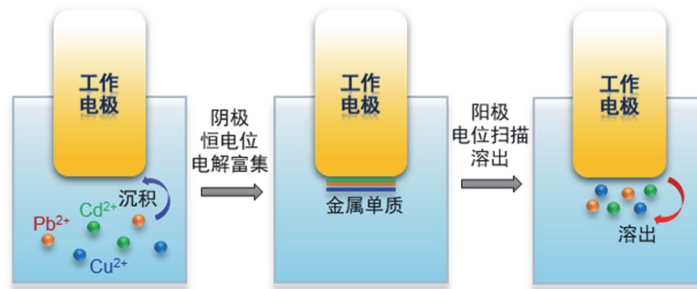 工作
电极
沉积
Cd²⁺
Pb²⁺
Cu²⁺
阴极
恒电位
电解富集
工作
电极
金属单质
阳极
电位扫描
溶出
工作
电极
溶出